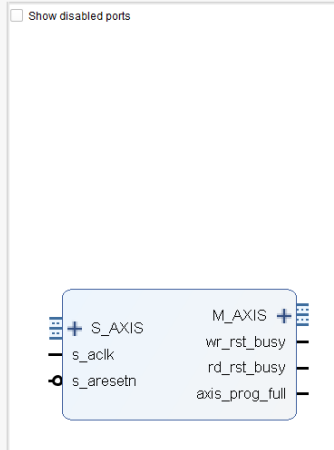 Show disabled ports
S_AXIS
s_aclk
s_aresetn
M_AXIS
wr_rst_busy
rd_rst_busy
axis_prog_full